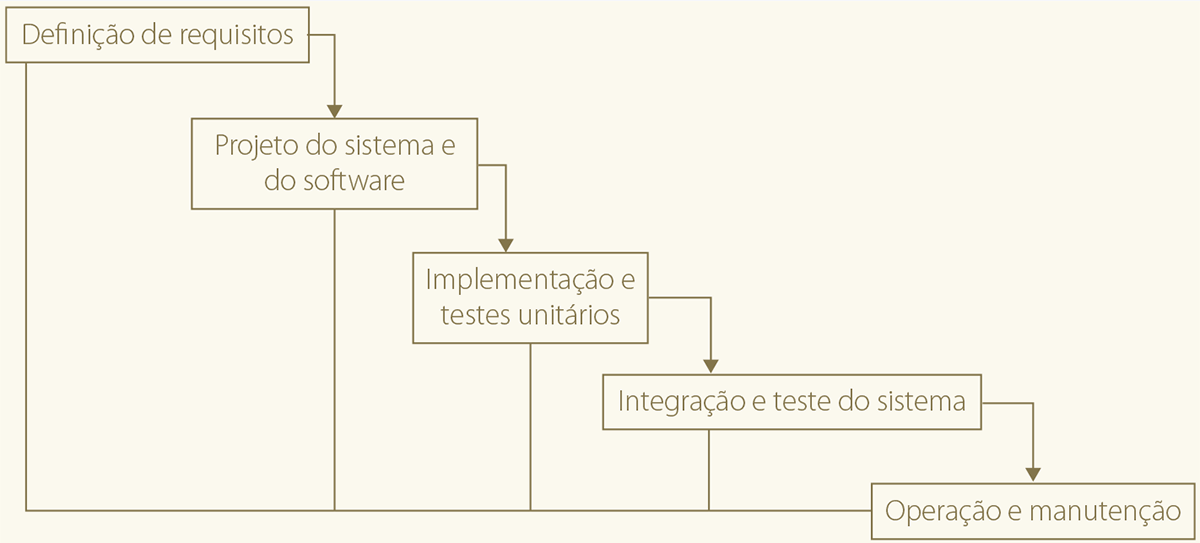 Definição de requisitos
Projeto do sistema e
do software
Implementação e
testes unitários
Integração e teste do sistema
Operação e manutenção